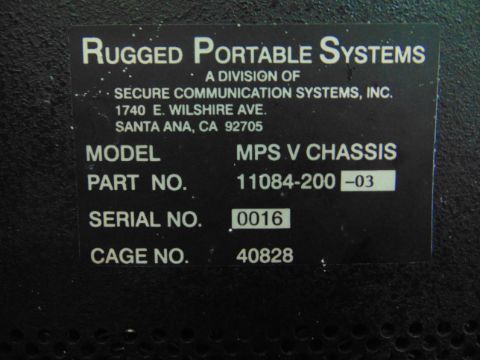 RUGGED PORTABLE SYSTEMS
A DIVISION OF
SECURE COMMUNICATION SYSTEMS, INC.
1740 E. WILSHIRE AVE.
SANTA ANA, CA 92705
MODEL MPS V CHASSIS
PART NO. 11084-200 -03
SERIAL NO. 0016
CAGE NO. 40828